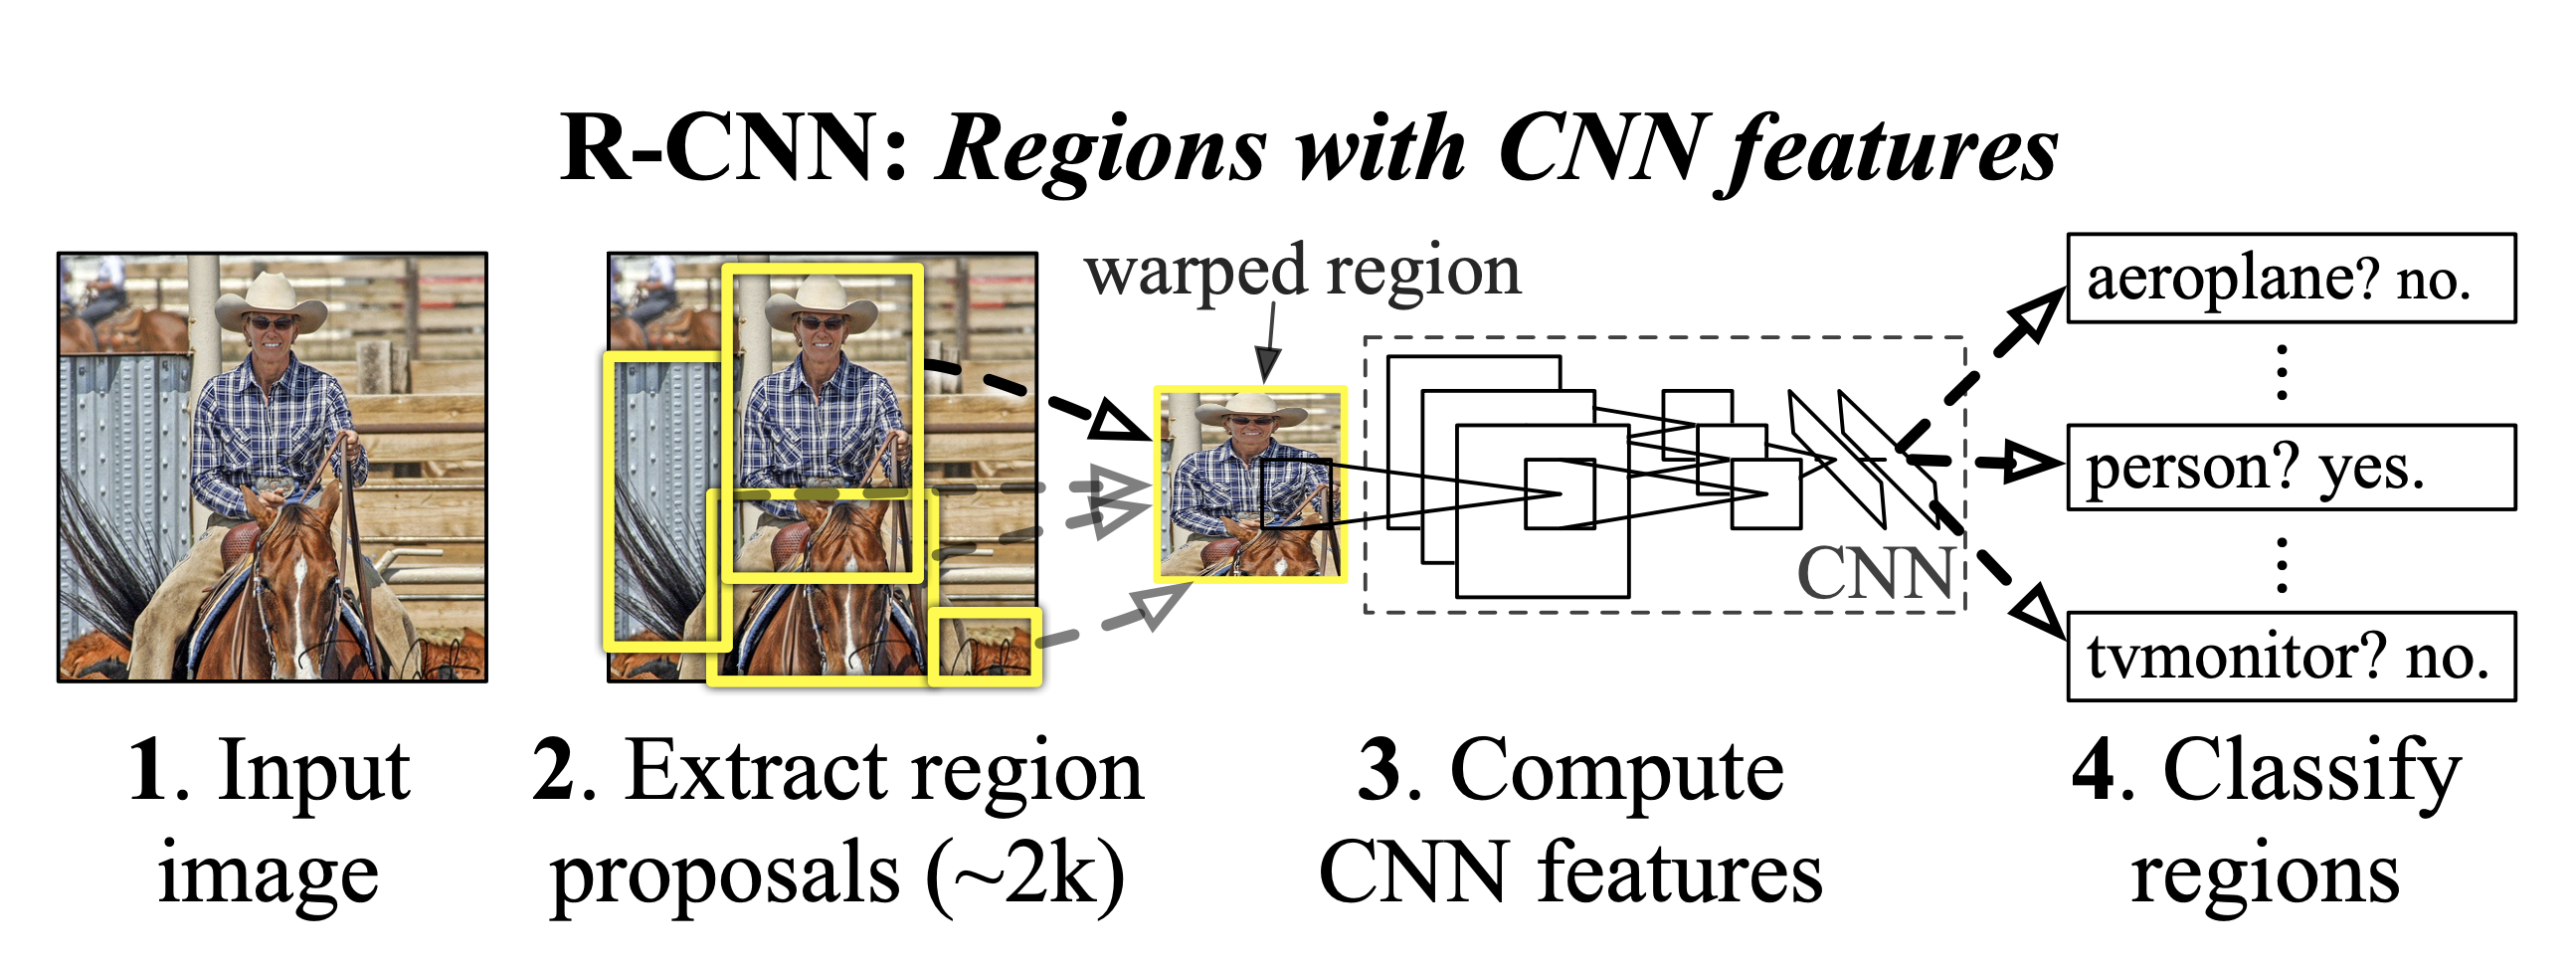 R-CNN: Regions with CNN features
warped region
aeroplane? no.
person? yes.
tvmonitor? no.
CNN
1. Input
image
2. Extract region
proposals (~2k)
3. Compute
CNN features
4. Classify
regions